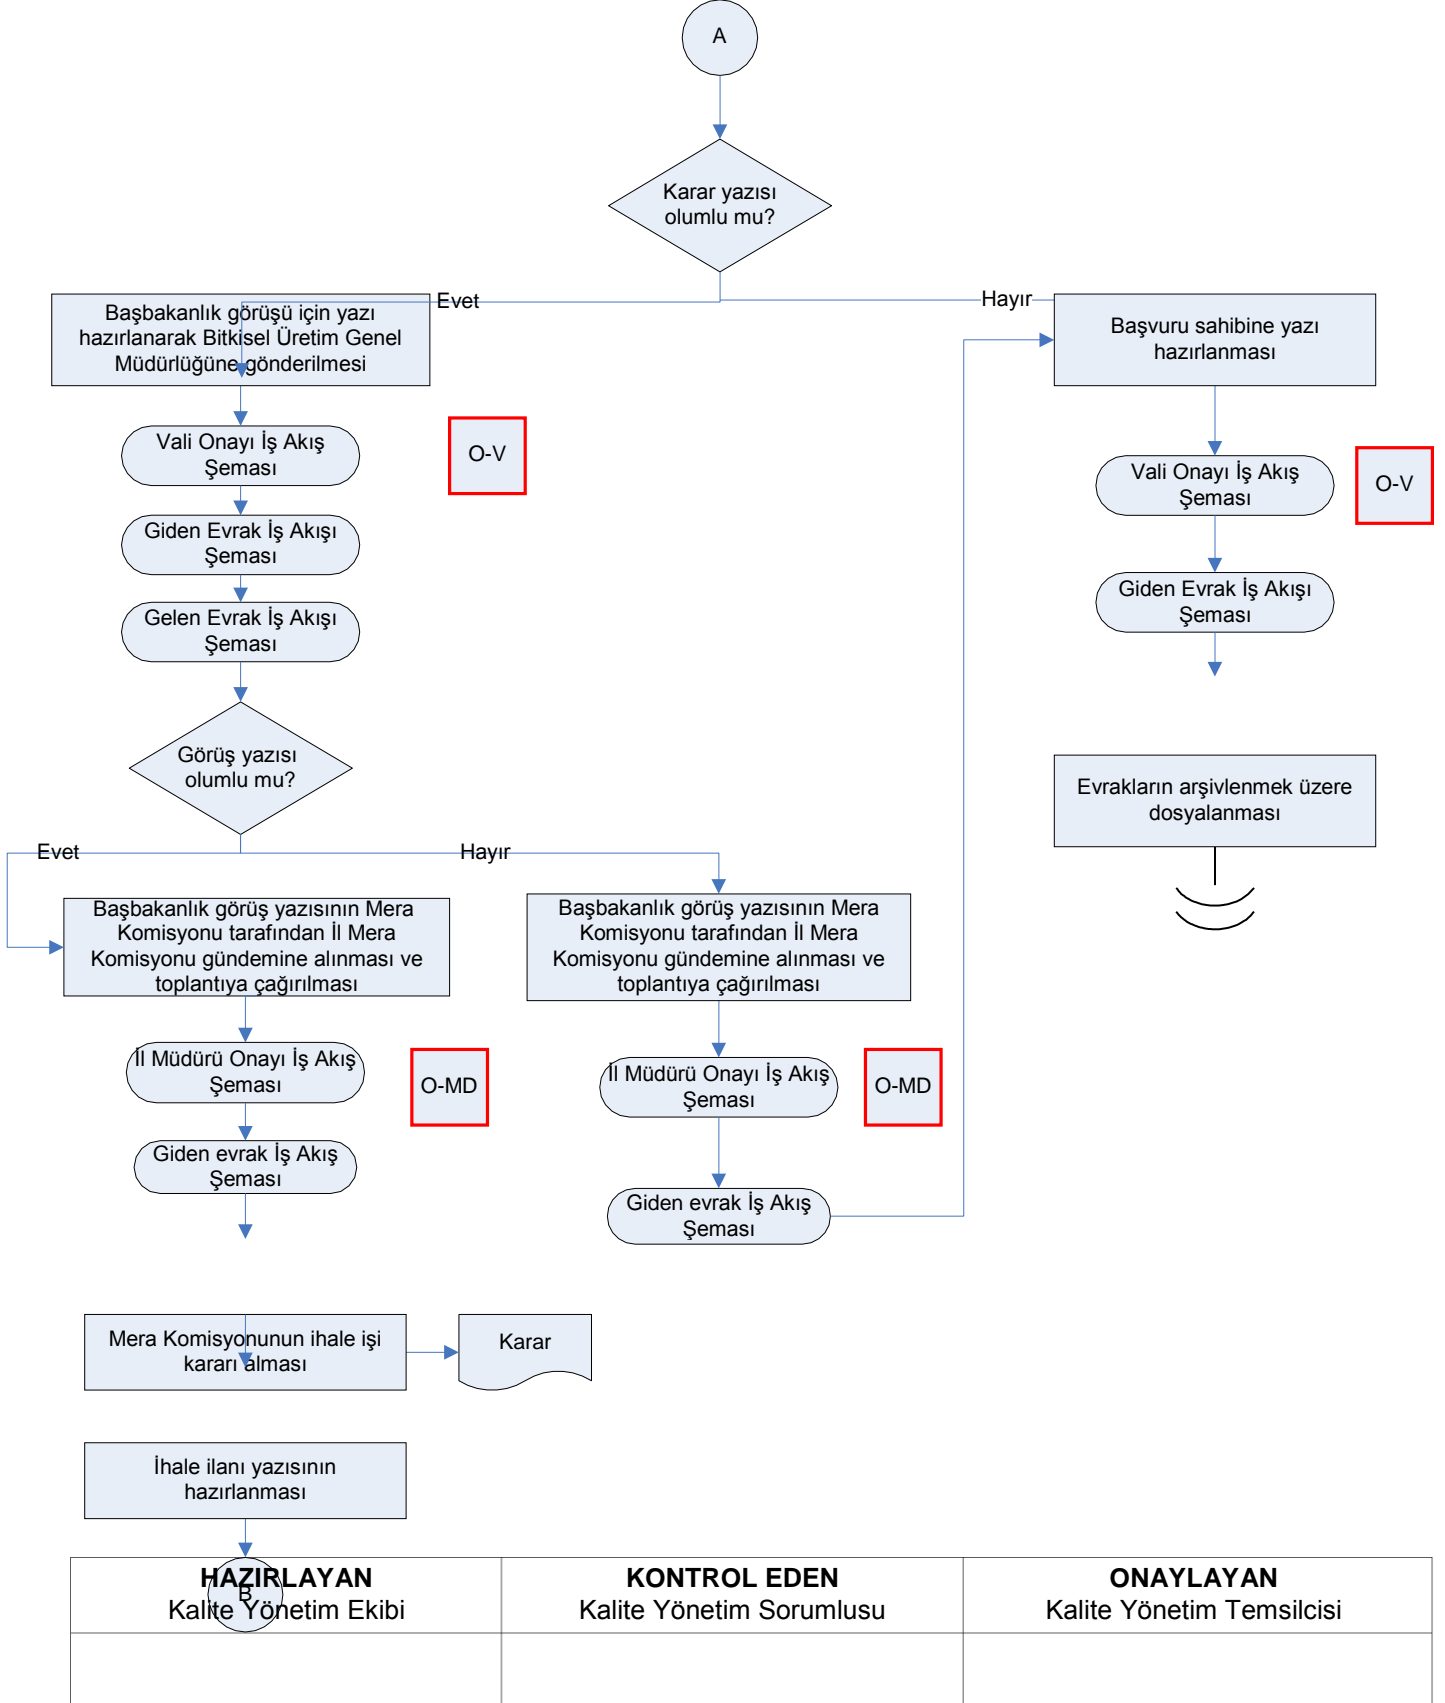 A
Karar yazısı
olumlu mu?
Evet
Hayır
Başbakanlık görüşü için yazı
hazırlanarak Bitkisel Üretim Genel
Müdürlüğüne gönderilmesi
Başvuru sahibine yazı
hazırlanması
Vali Onayı İş Akış
Şeması
O-V
Vali Onayı İş Akış
Şeması
O-V
Giden Evrak İş Akışı
Şeması
Giden Evrak İş Akışı
Şeması
Gelen Evrak İş Akışı
Şeması
Görüş yazısı
olumlu mu?
Evrakların arşivlenmek üzere
dosyalanması
Evet
Hayır
Başbakanlık görüş yazısının Mera
Komisyonu tarafından İl Mera
Komisyonu gündemine alınması ve
toplantıya çağırılması
Başbakanlık görüş yazısının Mera
Komisyonu tarafından İl Mera
Komisyonu gündemine alınması ve
toplantıya çağırılması
İl Müdürü Onayı İş Akış
Şeması
O-MD
İl Müdürü Onayı İş Akış
Şeması
O-MD
Giden evrak İş Akış
Şeması
Giden evrak İş Akış
Şeması
Mera Komisyonunun ihale işi
kararı alması
Karar
İhale ilanı yazısının
hazırlanması
B
HAZIRLAYAN
Kalite Yönetim Ekibi
KONTROL EDEN
Kalite Yönetim Sorumlusu
ONAYLAYAN
Kalite Yönetim Temsilcisi